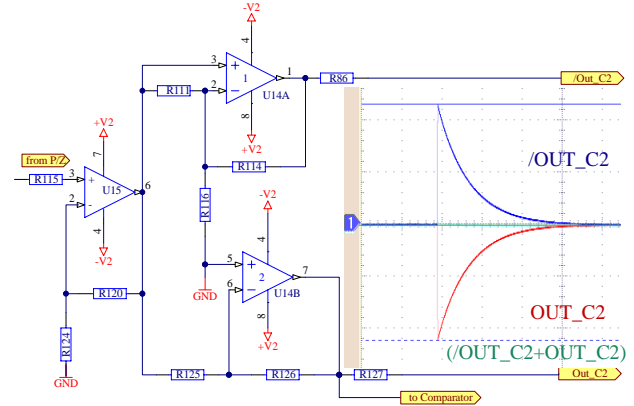 -V2
4
3
+
1
1
R86
/Out_C2
R111
2
−
U14A
8
+V2
/OUT_C2
+V2
from P/Z
7
R114
R115
3
+
U15
6
2
-
R116
-V2
4
1
4
-V2
5
+
2
7
6
−
U14B
GND
R120
8
+V2
OUT_C2
R124
(/OUT_C2+OUT_C2)
GND
R125
R126
R127
Out_C2
to Comparator